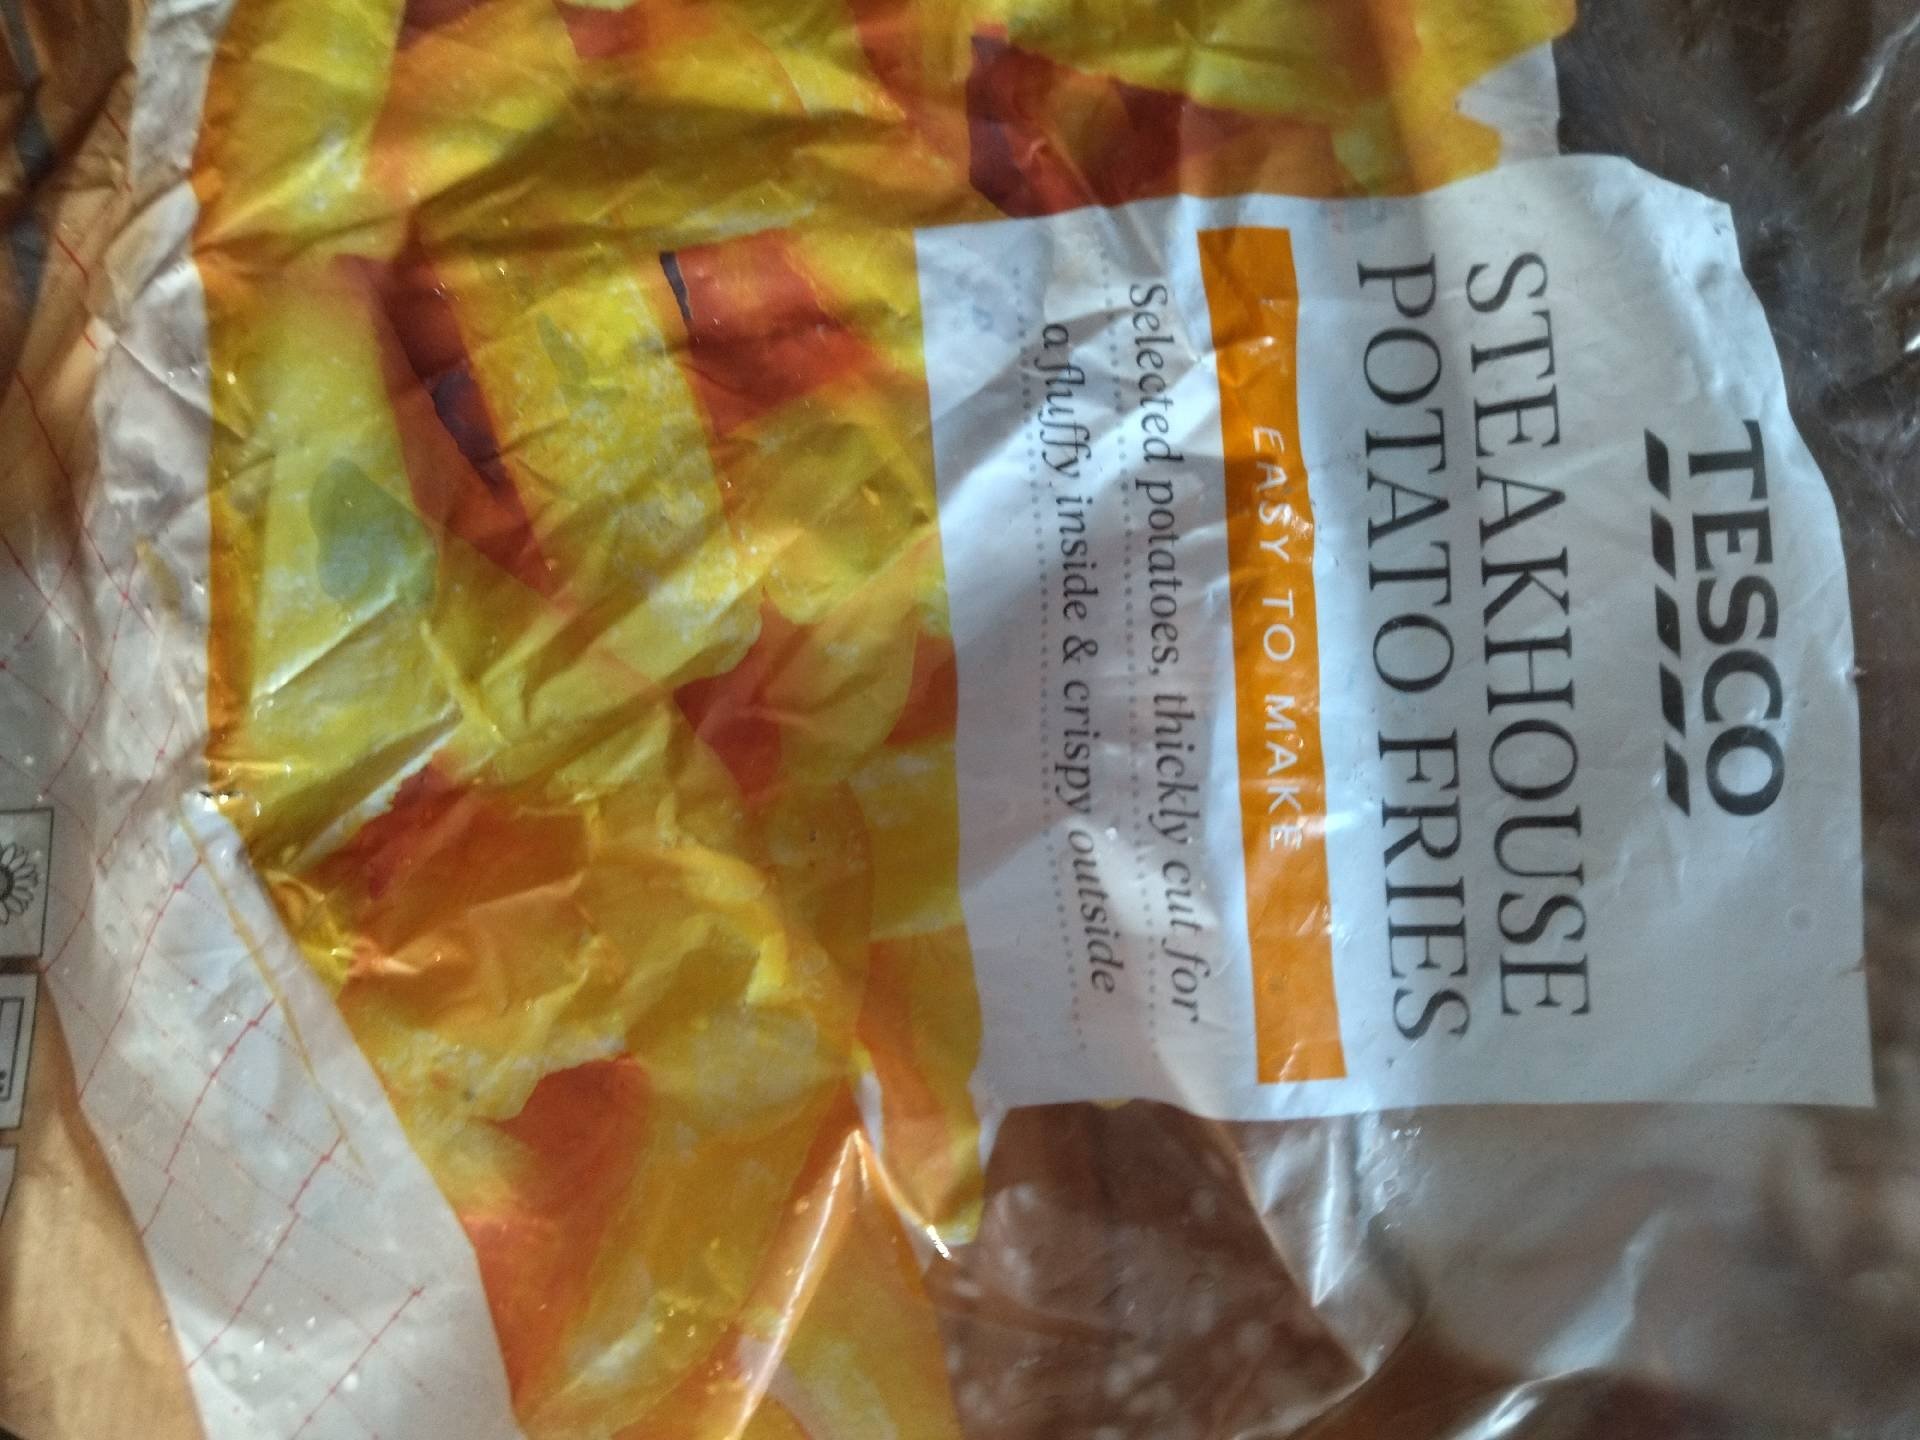 TESCO
STEAKHOUSE
POTATO FRIES
EASY TO MAKE
Selected potatoes, thickly cut for
a fluffy inside & crispy outside